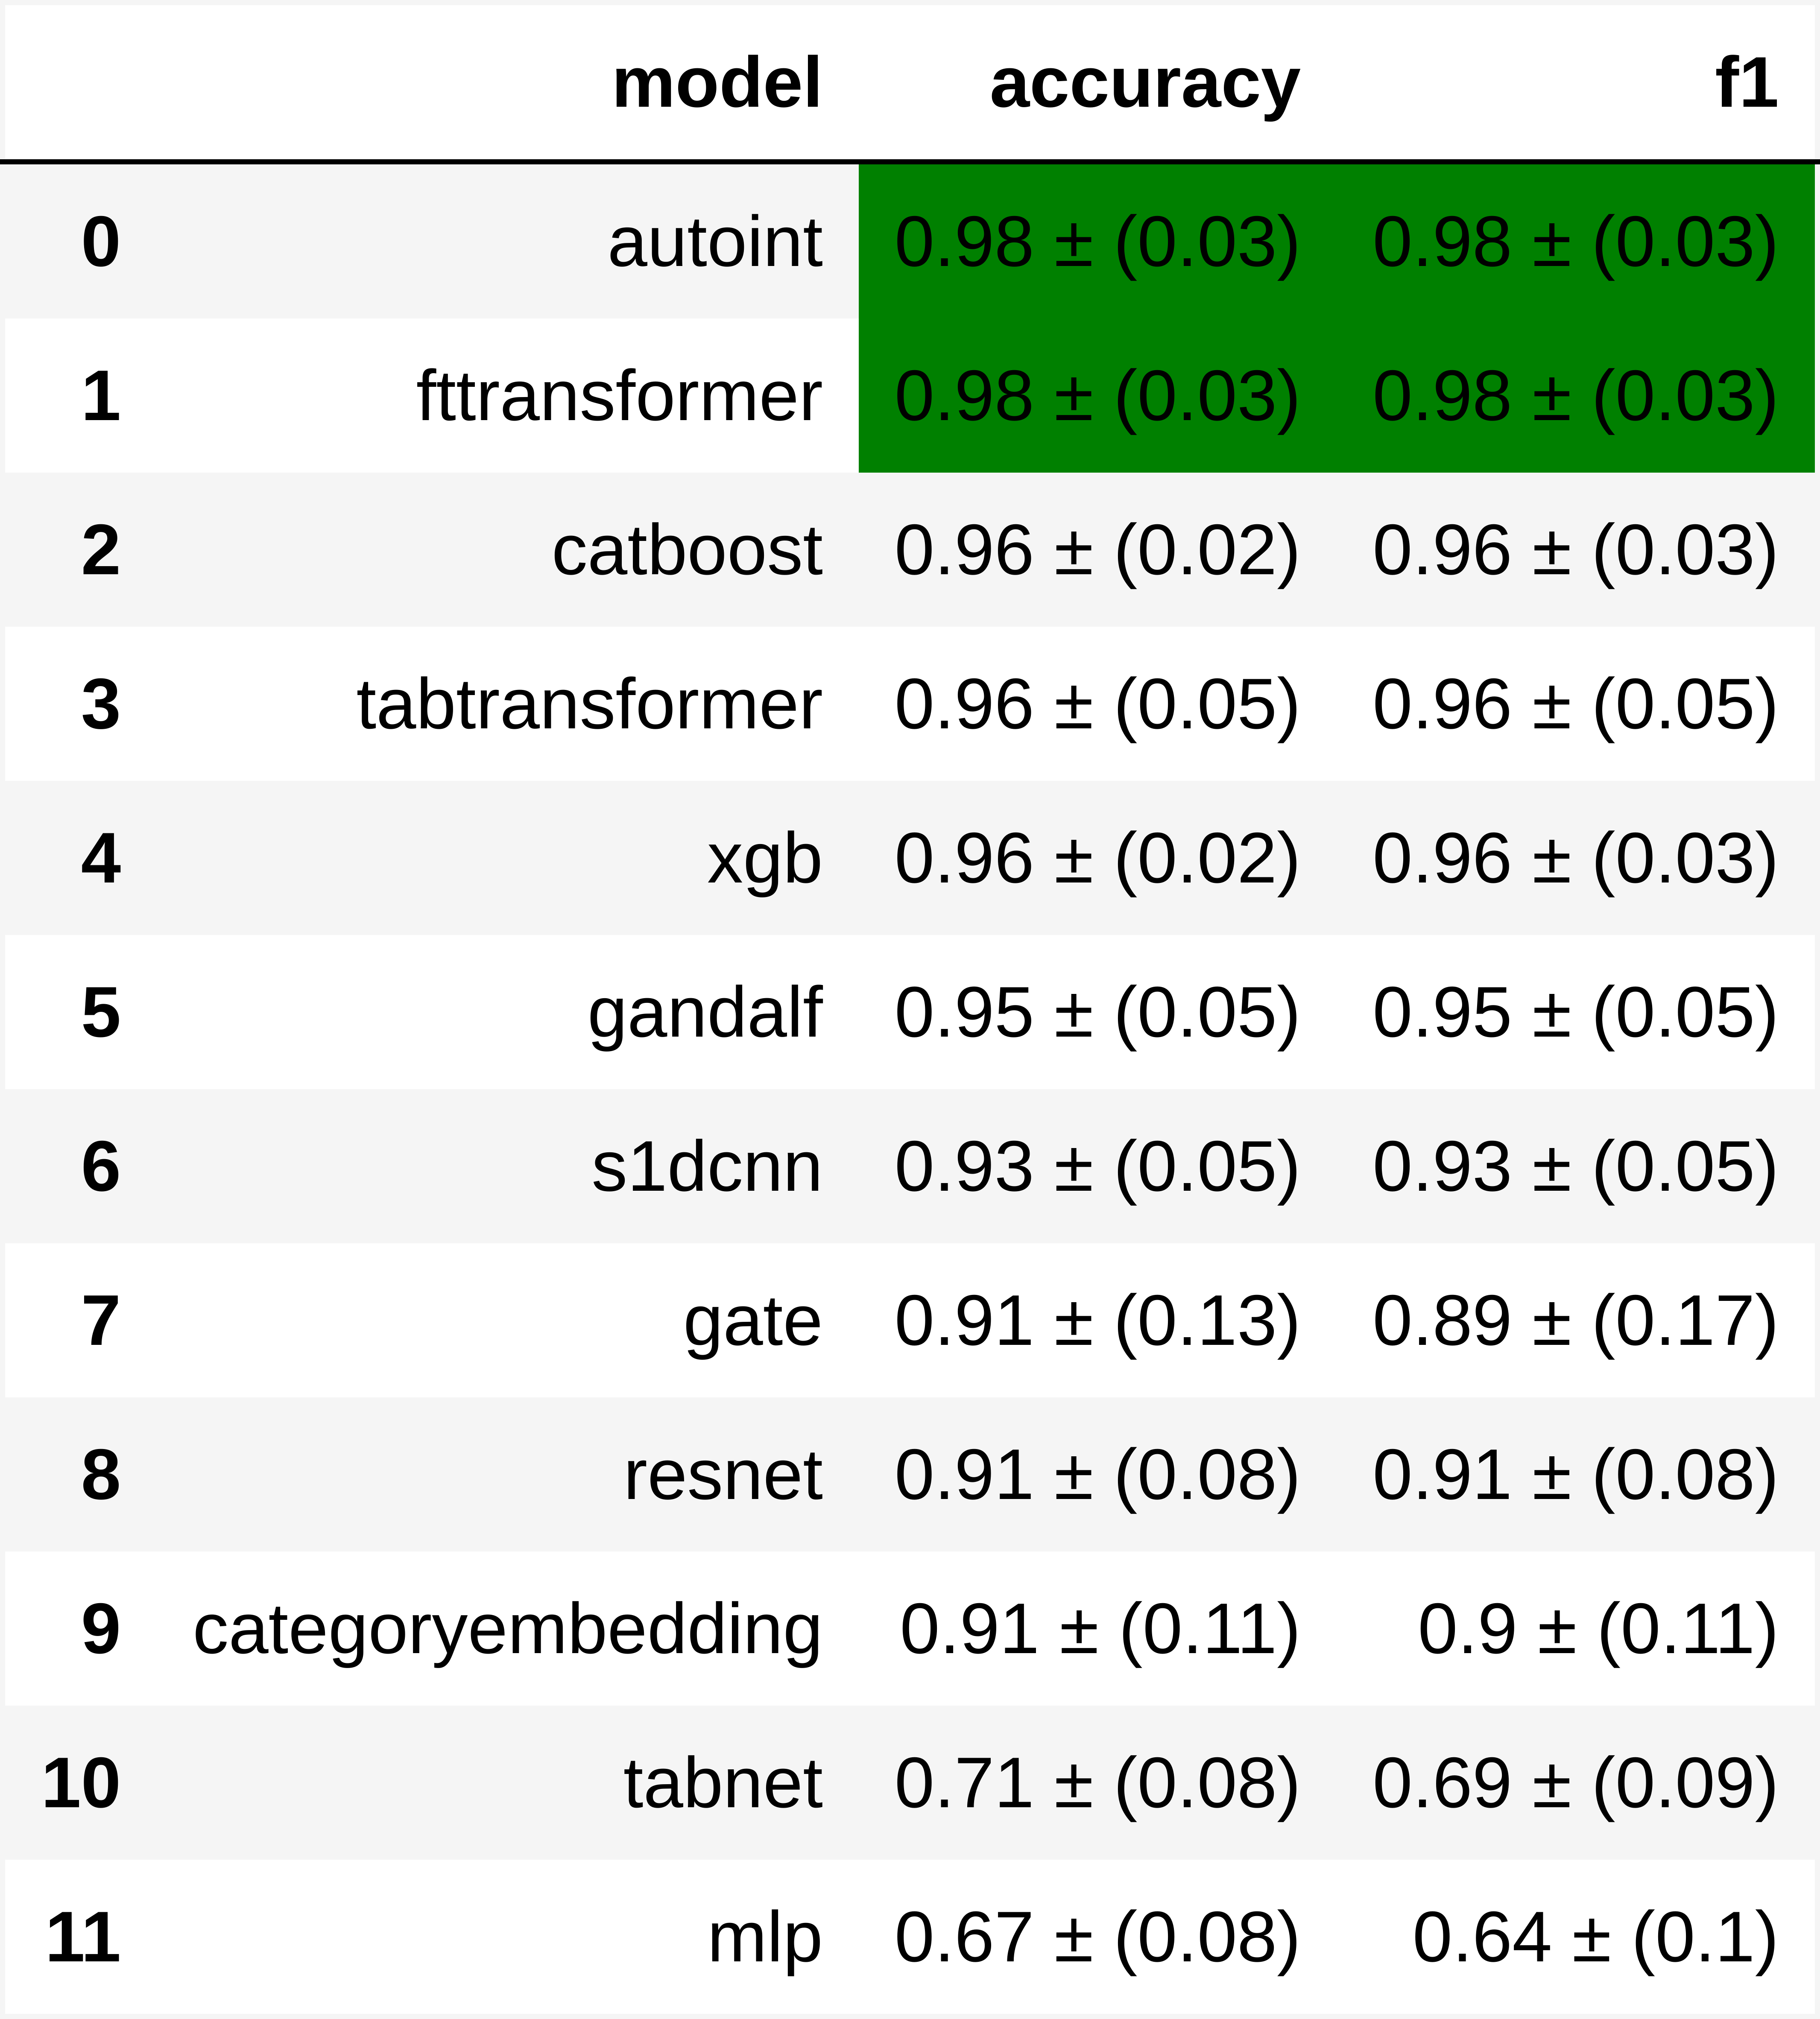 model accuracy f1
0 autoint 0.98 ± (0.03) 0.98 ± (0.03)
1 fttransformer 0.98 ± (0.03) 0.98 ± (0.03)
2 catboost 0.96 ± (0.02) 0.96 ± (0.03)
3 tabtransformer 0.96 ± (0.05) 0.96 ± (0.05)
4 xgb 0.96 ± (0.02) 0.96 ± (0.03)
5 gandalf 0.95 ± (0.05) 0.95 ± (0.05)
6 s1dcnn 0.93 ± (0.05) 0.93 ± (0.05)
7 gate 0.91 ± (0.13) 0.89 ± (0.17)
8 resnet 0.91 ± (0.08) 0.91 ± (0.08)
9 categoryembedding 0.91 ± (0.11) 0.9 ± (0.11)
10 tabnet 0.71 ± (0.08) 0.69 ± (0.09)
11 mlp 0.67 ± (0.08) 0.64 ± (0.1)